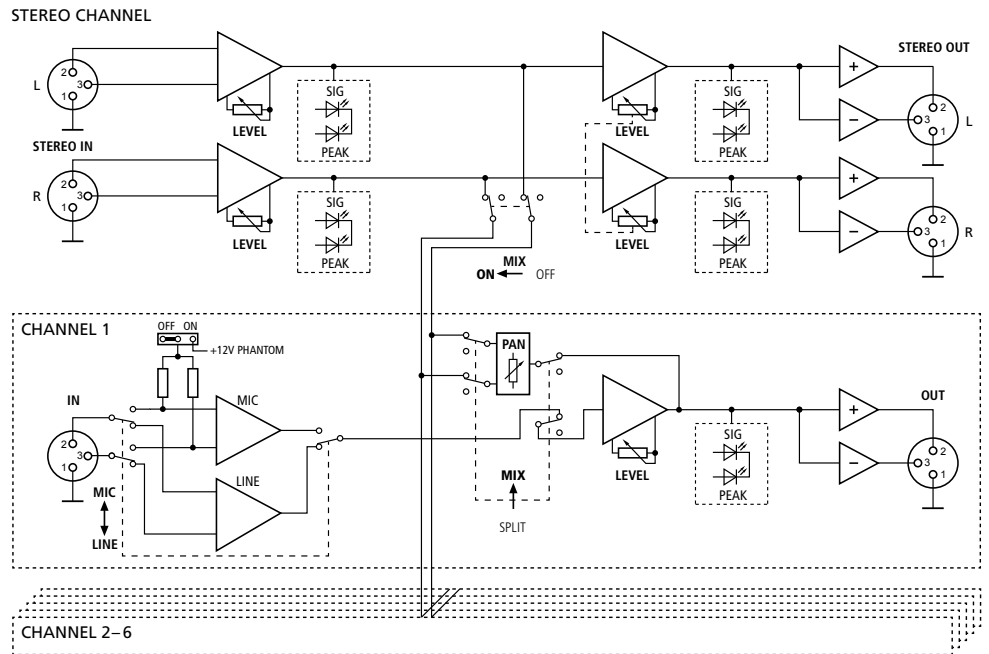 STEREO CHANNEL
STEREO OUT
2
3
1
L
LEVEL
SIG
PEAK
LEVEL
SIG
PEAK
+
−
2
3
1
L
STEREO IN
2
3
1
R
LEVEL
SIG
PEAK
LEVEL
SIG
PEAK
+
−
2
3
1
R
MIX
ON OFF
CHANNEL 1
OFF ON
+12V PHANTOM
PAN
IN
MIC
OUT
2
3
1
LINE
MIC
LINE
MIX
SPLIT
LEVEL
SIG
PEAK
+
−
2
3
1
CHANNEL 2–6